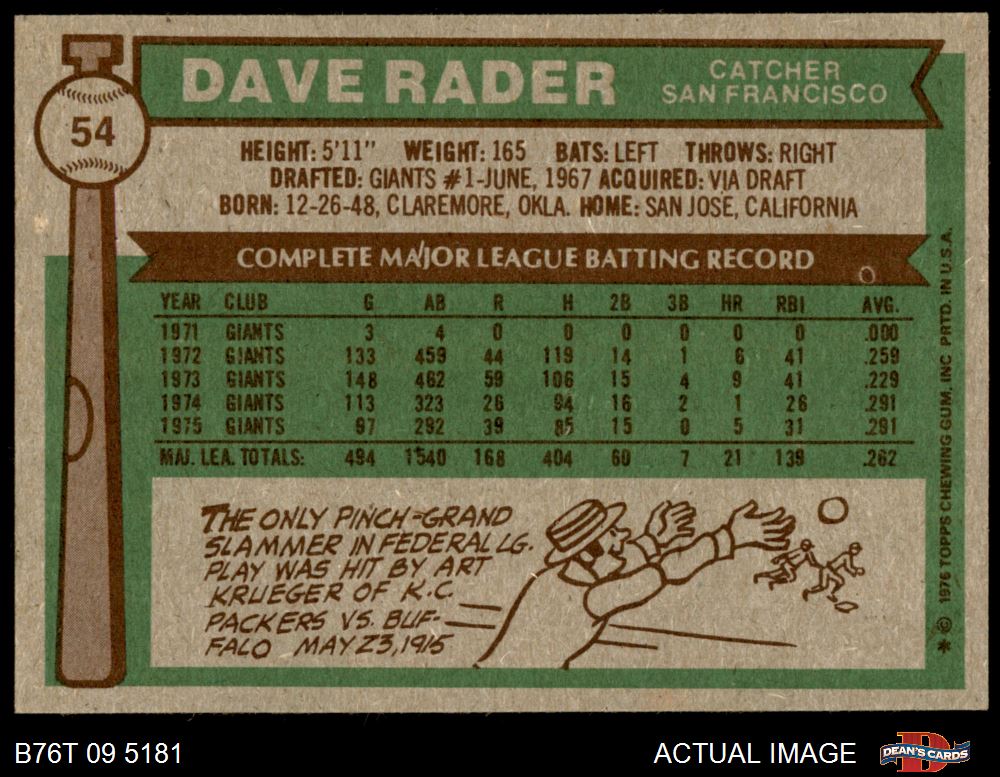 54
DAVE RADER
CATCHER
SAN FRANCISCO
HEIGHT: 5'11" WEIGHT: 165 BATS: LEFT THROWS: RIGHT
DRAFTED: GIANTS #1-JUNE, 1967 ACQUIRED: VIA DRAFT
BORN: 12-26-48, CLAREMORE, OKLA. HOME: SAN JOSE, CALIFORNIA
COMPLETE MAJOR LEAGUE BATTING RECORD
YEAR CLUB G AB R H 2B 3B HR RBI AVG.
1971 GIANTS 3 4 0 0 0 0 0 0 .000
1972 GIANTS 133 459 44 119 14 1 6 41 .259
1973 GIANTS 148 462 59 106 15 4 9 41 .229
1974 GIANTS 113 323 26 94 16 2 1 26 .291
1975 GIANTS 97 292 39 85 15 0 5 31 .291
MAJ. LEA. TOTALS: 494 1540 168 404 60 7 21 139 .262
THE ONLY PINCH-GRAND
SLAMMER IN FEDERAL LG.
PLAY WAS HIT BY ART
KRUEGER OF K.C.
PACKERS VS. BUF-
FALO MAY 23, 1915
* © 1976 TOPPS CHEWING GUM, INC. PRTD. IN U.S.A.
B76T 09 5181
ACTUAL IMAGE
D
DEAN'S CARDS